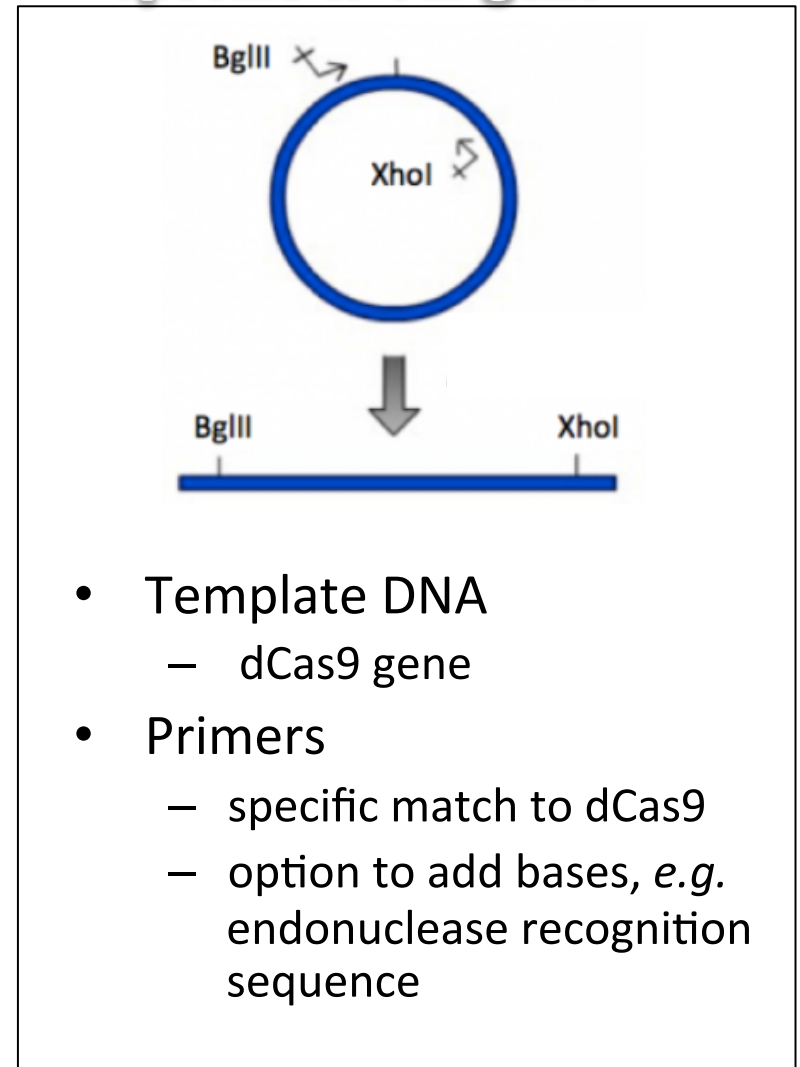 BglII
XhoI
BglII XhoI
• Template DNA
– dCas9 gene
• Primers
– specific match to dCas9
– option to add bases, e.g.
endonuclease recognition
sequence